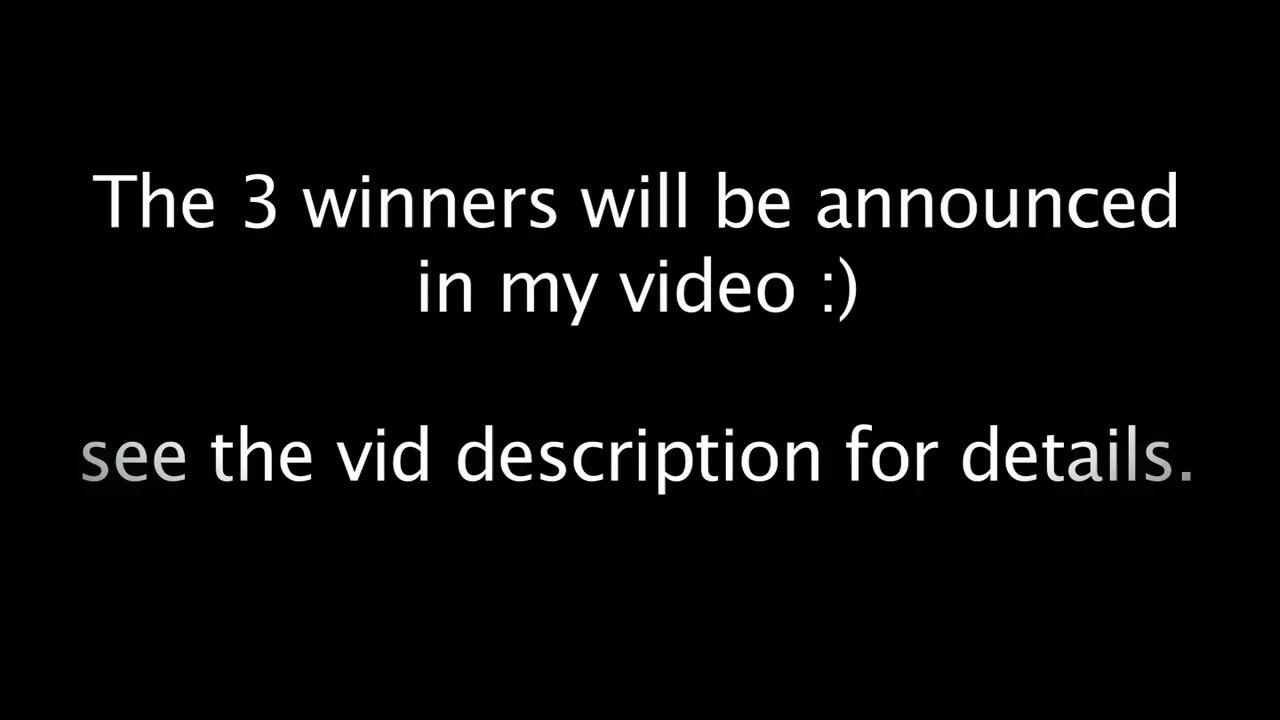 The 3 winners will be announced
in my video :)
see the vid description for details.